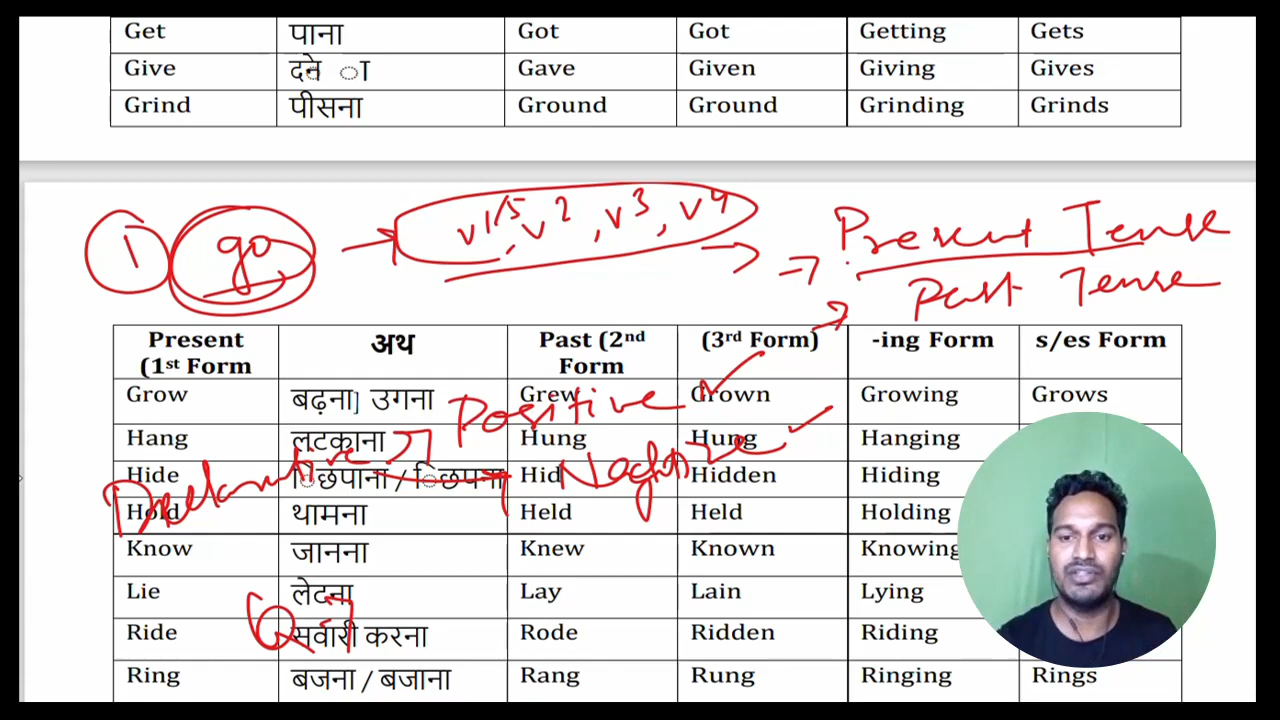 Get पाना Got Got Getting Gets
Give दने ा Gave Given Giving Gives
Grind पीसना Ground Ground Grinding Grinds
1 go → v1/5, v2, v3, v4 → → Present Tense
→ Past Tense
Present (1st Form अथ Past (2nd Form (3rd Form) -ing Form s/es Form
Grow बढ़ना] उगना Grew Grown Growing Grows
Positive
Hang लटकाना Hung Hung Hanging
Declarative Negative
Hide िछपाना / िछपना Hid Hidden Hiding
Hold थामना Held Held Holding
Know जानना Knew Known Knowing
Lie लेटना Lay Lain Lying
Q →
Ride सवारी करना Rode Ridden Riding
Ring बजना / बजाना Rang Rung Ringing Rings